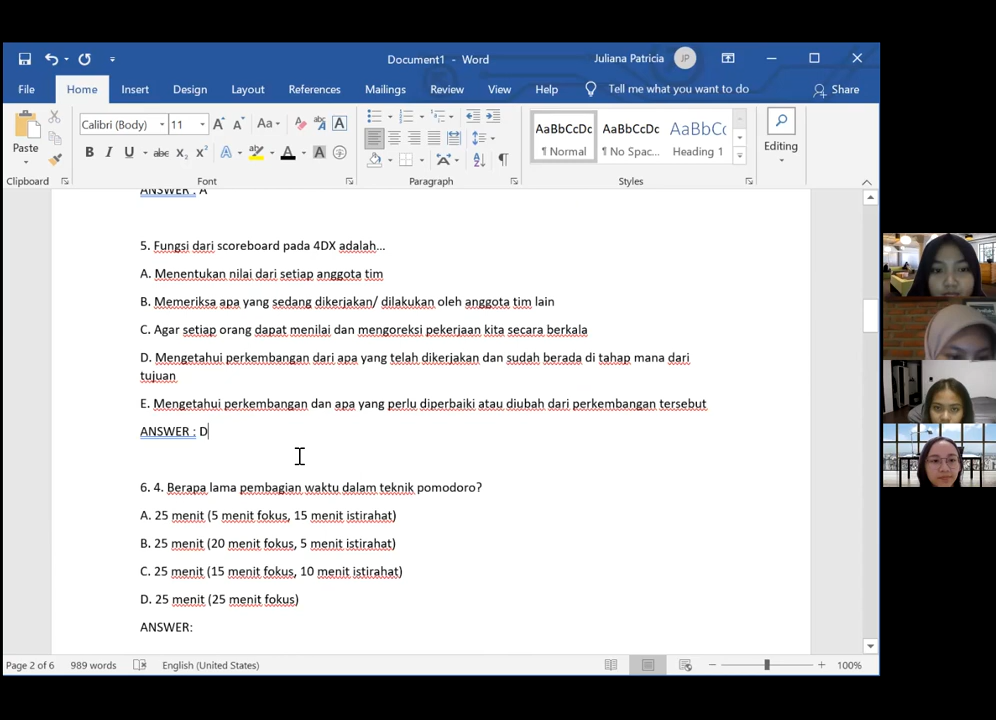 Document1 - Word
Juliana Patricia
JP
File Home Insert Design Layout References Mailings Review View Help Tell me what you want to do Share
Paste
Calibri (Body) 11
Editing
AaBbCcDc AaBbCcDc AaBbCc
¶ Normal ¶ No Spac... Heading 1
Clipboard Font Paragraph Styles
ANSWER : A
5. Fungsi dari scoreboard pada 4DX adalah...
A. Menentukan nilai dari setiap anggota tim
B. Memeriksa apa yang sedang dikerjakan/ dilakukan oleh anggota tim lain
C. Agar setiap orang dapat menilai dan mengoreksi pekerjaan kita secara berkala
D. Mengetahui perkembangan dari apa yang telah dikerjakan dan sudah berada di tahap mana dari
tujuan
E. Mengetahui perkembangan dan apa yang perlu diperbaiki atau diubah dari perkembangan tersebut
ANSWER : D
6. 4. Berapa lama pembagian waktu dalam teknik pomodoro?
A. 25 menit (5 menit fokus, 15 menit istirahat)
B. 25 menit (20 menit fokus, 5 menit istirahat)
C. 25 menit (15 menit fokus, 10 menit istirahat)
D. 25 menit (25 menit fokus)
ANSWER:
Page 2 of 6 989 words English (United States) 100%